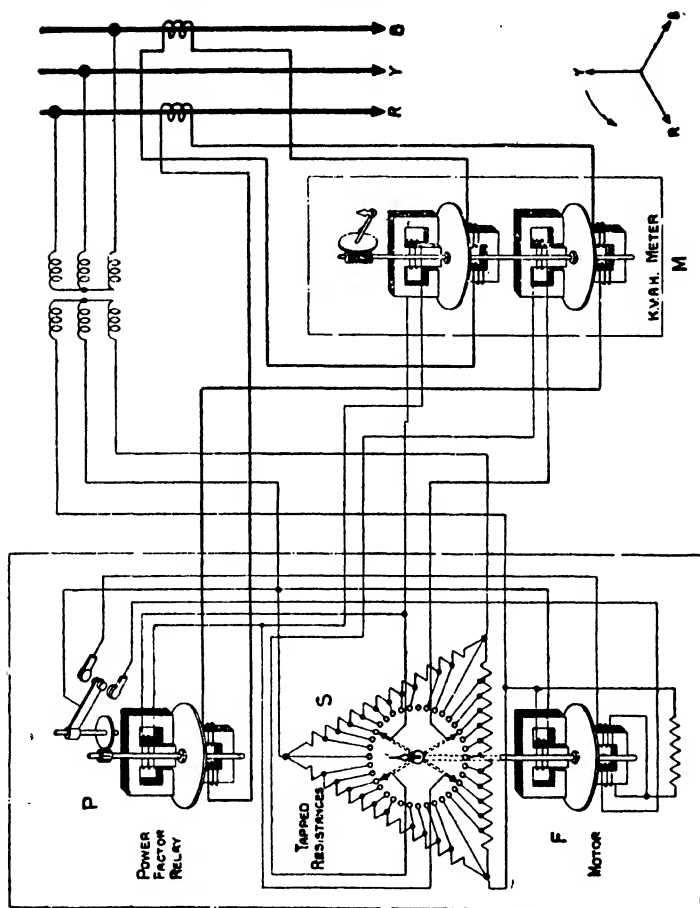 P
POWER
FACTOR
RELAY
S
TAPPED
RESISTANCES
F
MOTOR
K.V.A.H. METER
M
B
Y
R
B
Y
R